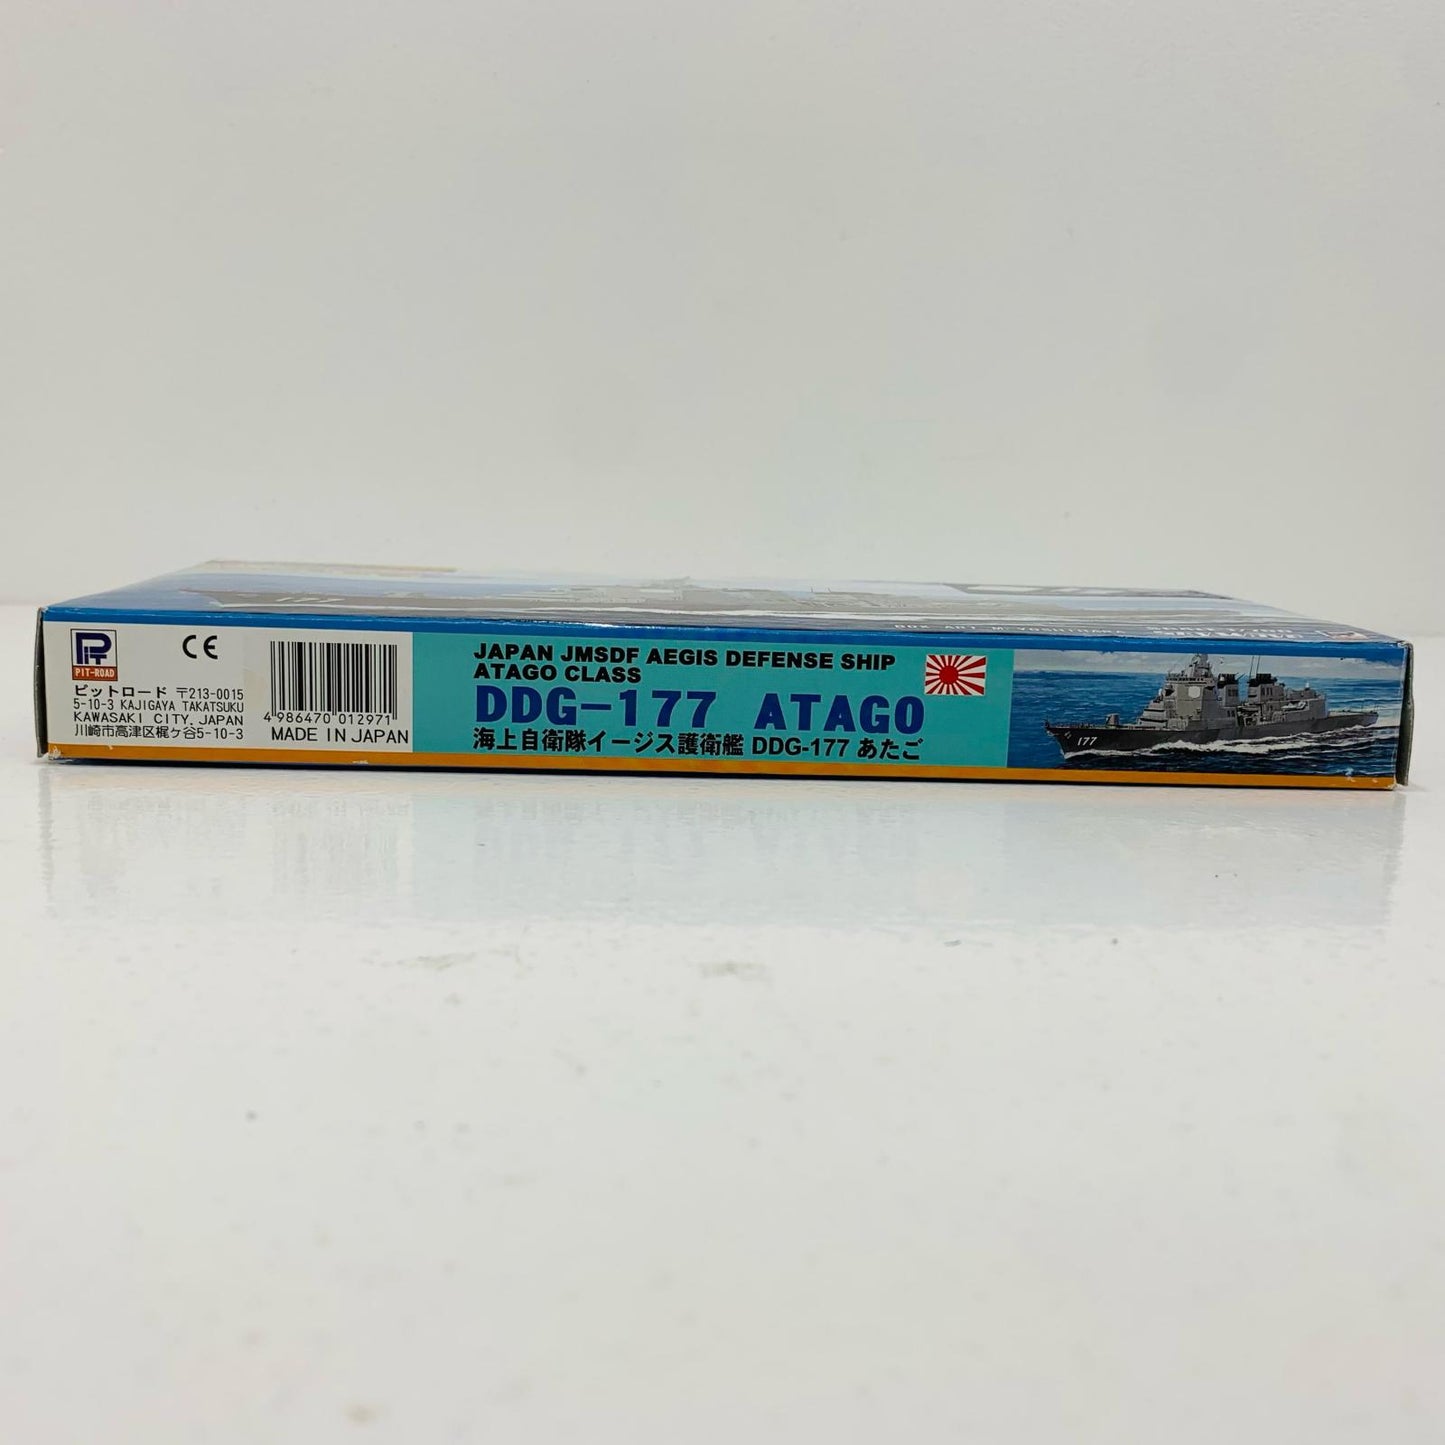 177
PIT
PIT-ROAD
CE
ピットロード 〒213-0015
5-10-3 KAJIGAYA TAKATSUKU
KAWASAKI CITY, JAPAN
川崎市高津区梶ヶ谷5-10-3
4 986470 012971
MADE IN JAPAN
JAPAN JMSDF AEGIS DEFENSE SHIP
ATAGO CLASS
DDG-177 ATAGO
海上自衛隊イージス護衛艦 DDG-177 あたご
177